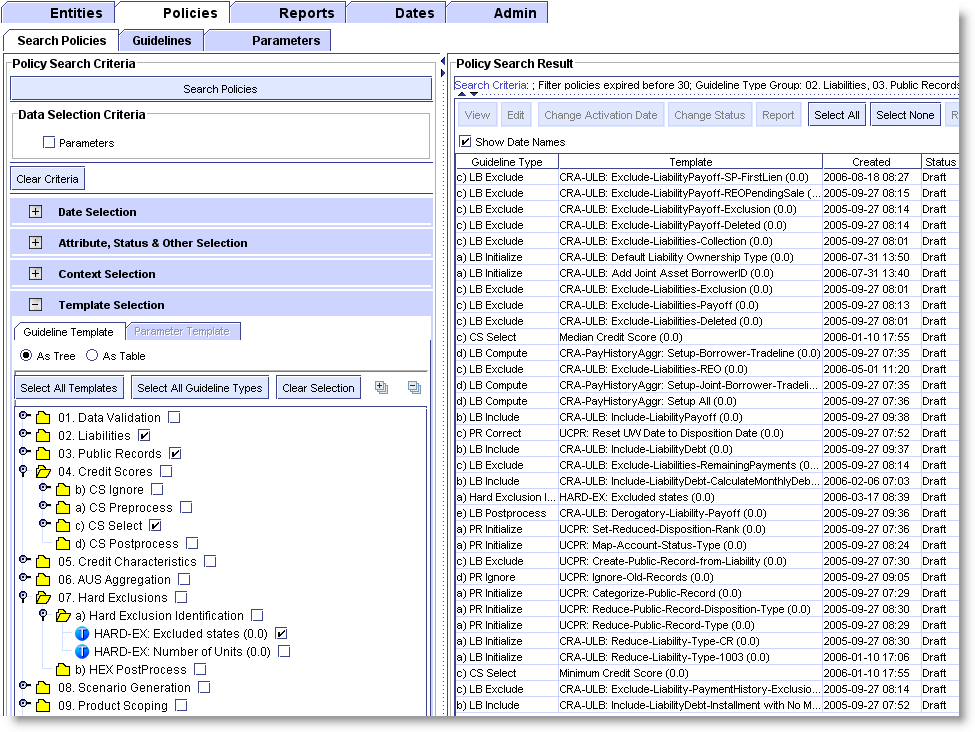 Entities Policies Reports Dates Admin
Search Policies Guidelines Parameters
Policy Search Criteria
Search Policies
Data Selection Criteria
Parameters
Clear Criteria
Date Selection
Attribute, Status & Other Selection
Context Selection
Template Selection
Guideline Template Parameter Template
As Tree As Table
Select All Templates Select All Guideline Types Clear Selection
01. Data Validation
02. Liabilities
03. Public Records
04. Credit Scores
b) CS Ignore
a) CS Preprocess
c) CS Select
d) CS Postprocess
05. Credit Characteristics
06. AUS Aggregation
07. Hard Exclusions
a) Hard Exclusion Identification
HARD-EX: Excluded states (0.0)
HARD-EX: Number of Units (0.0)
b) HEX PostProcess
08. Scenario Generation
09. Product Scoping
Policy Search Result
Search Criteria: ; Filter policies expired before 30; Guideline Type Group: 02. Liabilities, 03. Public Records
View Edit Change Activation Date Change Status Report Select All Select None R
Show Date Names
Guideline Type Template Created Status
c) LB Exclude CRA-ULB: Exclude-LiabilityPayoff-SP-FirstLien (0.0) 2006-08-18 08:27 Draft
c) LB Exclude CRA-ULB: Exclude-LiabilityPayoff-REOPendingSale (... 2005-09-27 08:15 Draft
c) LB Exclude CRA-ULB: Exclude-LiabilityPayoff-Exclusion (0.0) 2005-09-27 08:14 Draft
c) LB Exclude CRA-ULB: Exclude-LiabilityPayoff-Deleted (0.0) 2005-09-27 08:14 Draft
c) LB Exclude CRA-ULB: Exclude-Liabilities-Collection (0.0) 2005-09-27 08:01 Draft
a) LB Initialize CRA-ULB: Default Liability Ownership Type (0.0) 2006-07-31 13:50 Draft
a) LB Initialize CRA-ULB: Add Joint Asset BorrowerID (0.0) 2006-07-31 13:40 Draft
c) LB Exclude CRA-ULB: Exclude-Liabilities-Exclusion (0.0) 2005-09-27 08:01 Draft
c) LB Exclude CRA-ULB: Exclude-Liabilities-Payoff (0.0) 2005-09-27 08:13 Draft
c) LB Exclude CRA-ULB: Exclude-Liabilities-Deleted (0.0) 2005-09-27 08:01 Draft
c) CS Select Median Credit Score (0.0) 2006-01-10 17:55 Draft
d) LB Compute CRA-PayHistoryAggr: Setup-Borrower-Tradeline (0.0) 2005-09-27 07:35 Draft
c) LB Exclude CRA-ULB: Exclude-Liabilities-REO (0.0) 2006-05-01 11:20 Draft
d) LB Compute CRA-PayHistoryAggr: Setup-Joint-Borrower-Tradeli... 2005-09-27 07:35 Draft
d) LB Compute CRA-PayHistoryAggr: Setup All (0.0) 2005-09-27 07:36 Draft
b) LB Include CRA-ULB: Include-LiabilityPayoff (0.0) 2005-09-27 09:38 Draft
c) PR Correct UCPR: Reset UW Date to Disposition Date (0.0) 2005-09-27 07:52 Draft
b) LB Include CRA-ULB: Include-LiabilityDebt (0.0) 2005-09-27 09:37 Draft
c) LB Exclude CRA-ULB: Exclude-Liabilities-RemainingPayments (0... 2005-09-27 08:14 Draft
b) LB Include CRA-ULB: Include-LiabilityDebt-CalculateMonthlyDeb... 2006-02-06 07:03 Draft
a) Hard Exclusion I... HARD-EX: Excluded states (0.0) 2006-03-17 08:39 Draft
e) LB Postprocess CRA-ULB: Derogatory-Liability-Payoff (0.0) 2005-09-27 09:36 Draft
a) PR Initialize UCPR: Set-Reduced-Disposition-Rank (0.0) 2005-09-27 07:36 Draft
a) PR Initialize UCPR: Map-Account-Status-Type (0.0) 2005-09-27 08:24 Draft
c) LB Exclude UCPR: Create-Public-Record-from-Liability (0.0) 2005-09-27 07:30 Draft
d) PR Ignore UCPR: Ignore-Old-Records (0.0) 2005-09-27 09:05 Draft
a) PR Initialize UCPR: Categorize-Public-Record (0.0) 2005-09-27 07:29 Draft
a) PR Initialize UCPR: Reduce-Public-Record-Disposition-Type (0.0) 2005-09-27 08:30 Draft
a) PR Initialize UCPR: Reduce-Public-Record-Type (0.0) 2005-09-27 08:29 Draft
a) LB Initialize CRA-ULB: Reduce-Liability-Type-CR (0.0) 2005-09-27 08:30 Draft
a) LB Initialize CRA-ULB: Reduce-Liability-Type-1003 (0.0) 2006-01-10 17:06 Draft
c) CS Select Minimum Credit Score (0.0) 2006-01-10 17:55 Draft
c) LB Exclude CRA-ULB: Exclude-Liability-PaymentHistory-Exclusio... 2005-09-27 08:14 Draft
b) LB Include CRA-ULB: Include-LiabilityDebt-Installment with No M... 2005-09-27 07:52 Draft